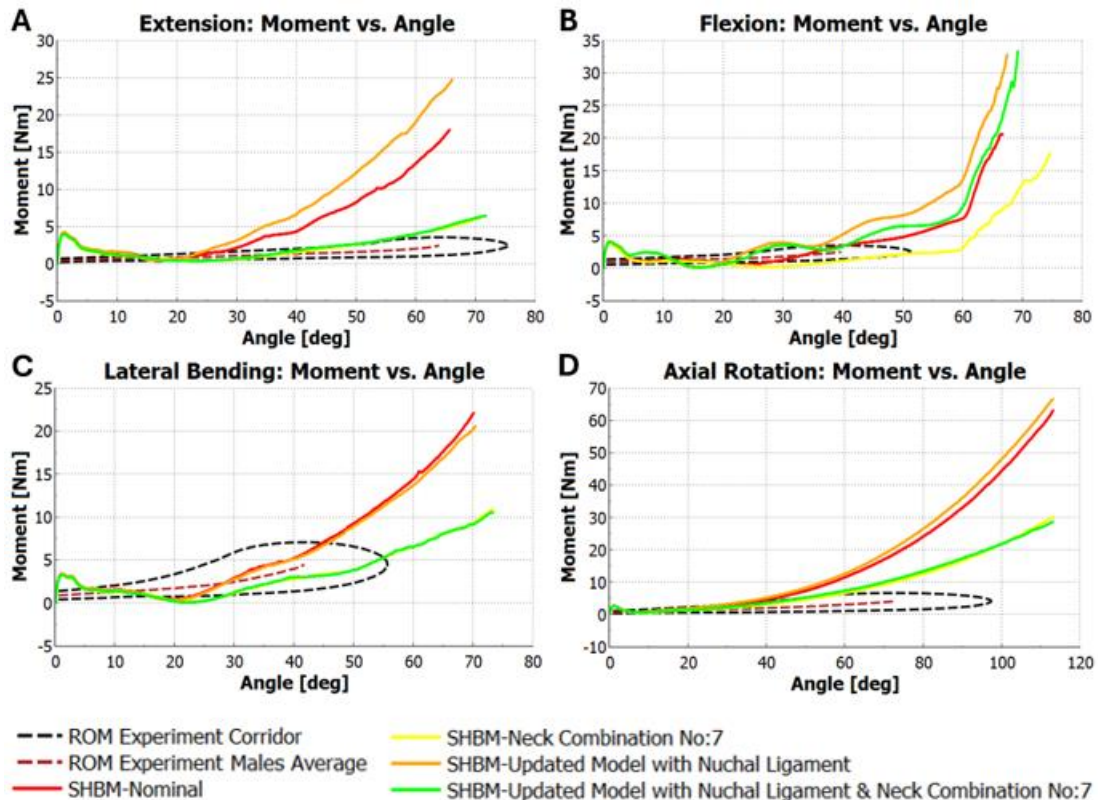 A
Extension: Moment vs. Angle
30
25
20
15
10
5
0
-5
Moment [Nm]
0 10 20 30 40 50 60 70 80
Angle [deg]
B
Flexion: Moment vs. Angle
35
30
25
20
15
10
5
0
-5
Moment [Nm]
0 10 20 30 40 50 60 70 80
Angle [deg]
C
Lateral Bending: Moment vs. Angle
25
20
15
10
5
0
-5
Moment [Nm]
0 10 20 30 40 50 60 70 80
Angle [deg]
D
Axial Rotation: Moment vs. Angle
70
60
50
40
30
20
10
0
-10
Moment [Nm]
0 20 40 60 80 100 120
Angle [deg]
ROM Experiment Corridor
ROM Experiment Males Average
SHBM-Nominal
SHBM-Neck Combination No:7
SHBM-Updated Model with Nuchal Ligament
SHBM-Updated Model with Nuchal Ligament & Neck Combination No:7